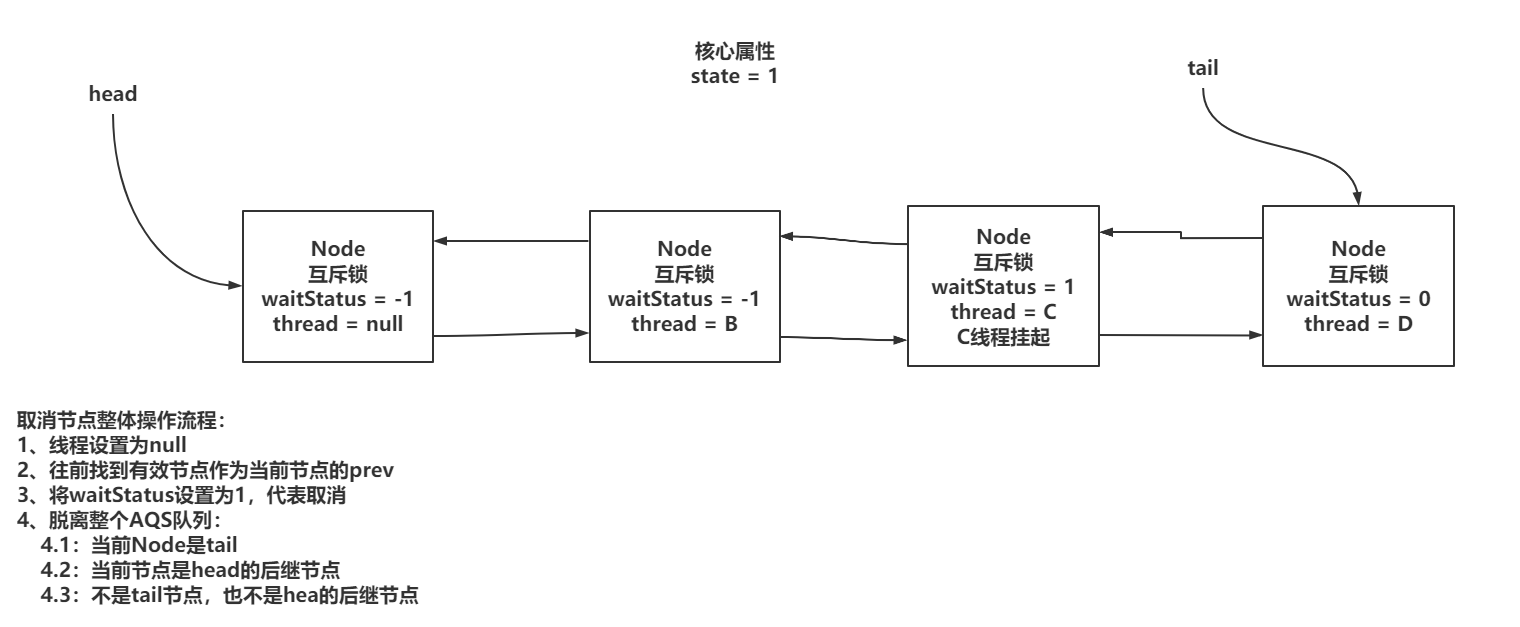 核心属性
state = 1
head
tail
Node
互斥锁
waitStatus = -1
thread = null
Node
互斥锁
waitStatus = -1
thread = B
Node
互斥锁
waitStatus = 1
thread = C
C线程挂起
Node
互斥锁
waitStatus = 0
thread = D
取消节点整体操作流程：
1、线程设置为null
2、往前找到有效节点作为当前节点的prev
3、将waitStatus设置为1，代表取消
4、脱离整个AQS队列：
4.1：当前Node是tail
4.2：当前节点是head的后继节点
4.3：不是tail节点，也不是hea的后继节点